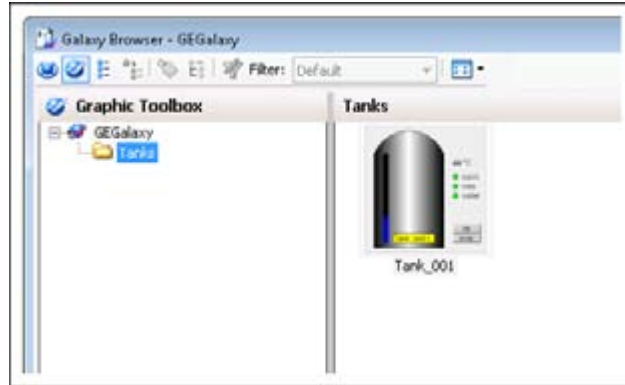 Galaxy Browser - GEGalaxy
Filter: Default
Graphic Toolbox
Tanks
GEGalaxy
Tanks
Tank_001